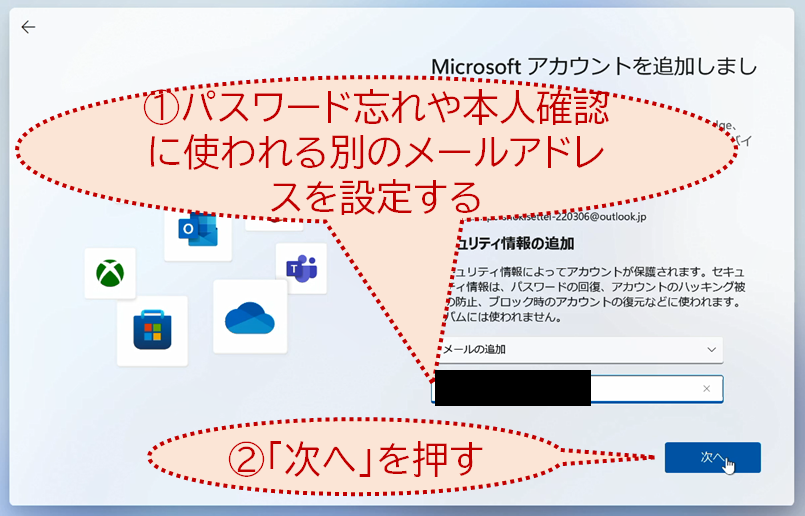 Microsoft アカウントを追加しまし
①パスワード忘れや本人確認
に使われる別のメールアドレ
スを設定する
-220306@outlook.jp
ュリティ情報の追加
ュリティ情報によってアカウントが保護されます。セキュ
ティ情報は、パスワードの回復、アカウントのハッキング被
の防止、ブロック時のアカウントの復元などに使われます。
パムには使われません。
メールの追加
②「次へ」を押す
次へ